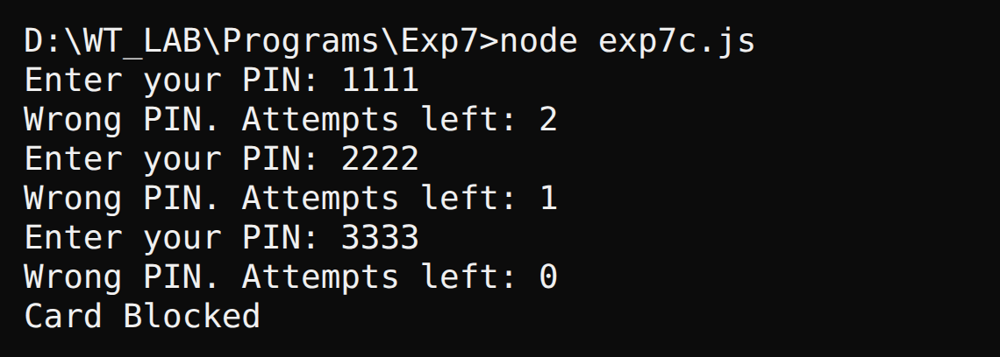 D:\WT_LAB\Programs\Exp7>node exp7c.js
Enter your PIN: 1111
Wrong PIN. Attempts left: 2
Enter your PIN: 2222
Wrong PIN. Attempts left: 1
Enter your PIN: 3333
Wrong PIN. Attempts left: 0
Card Blocked